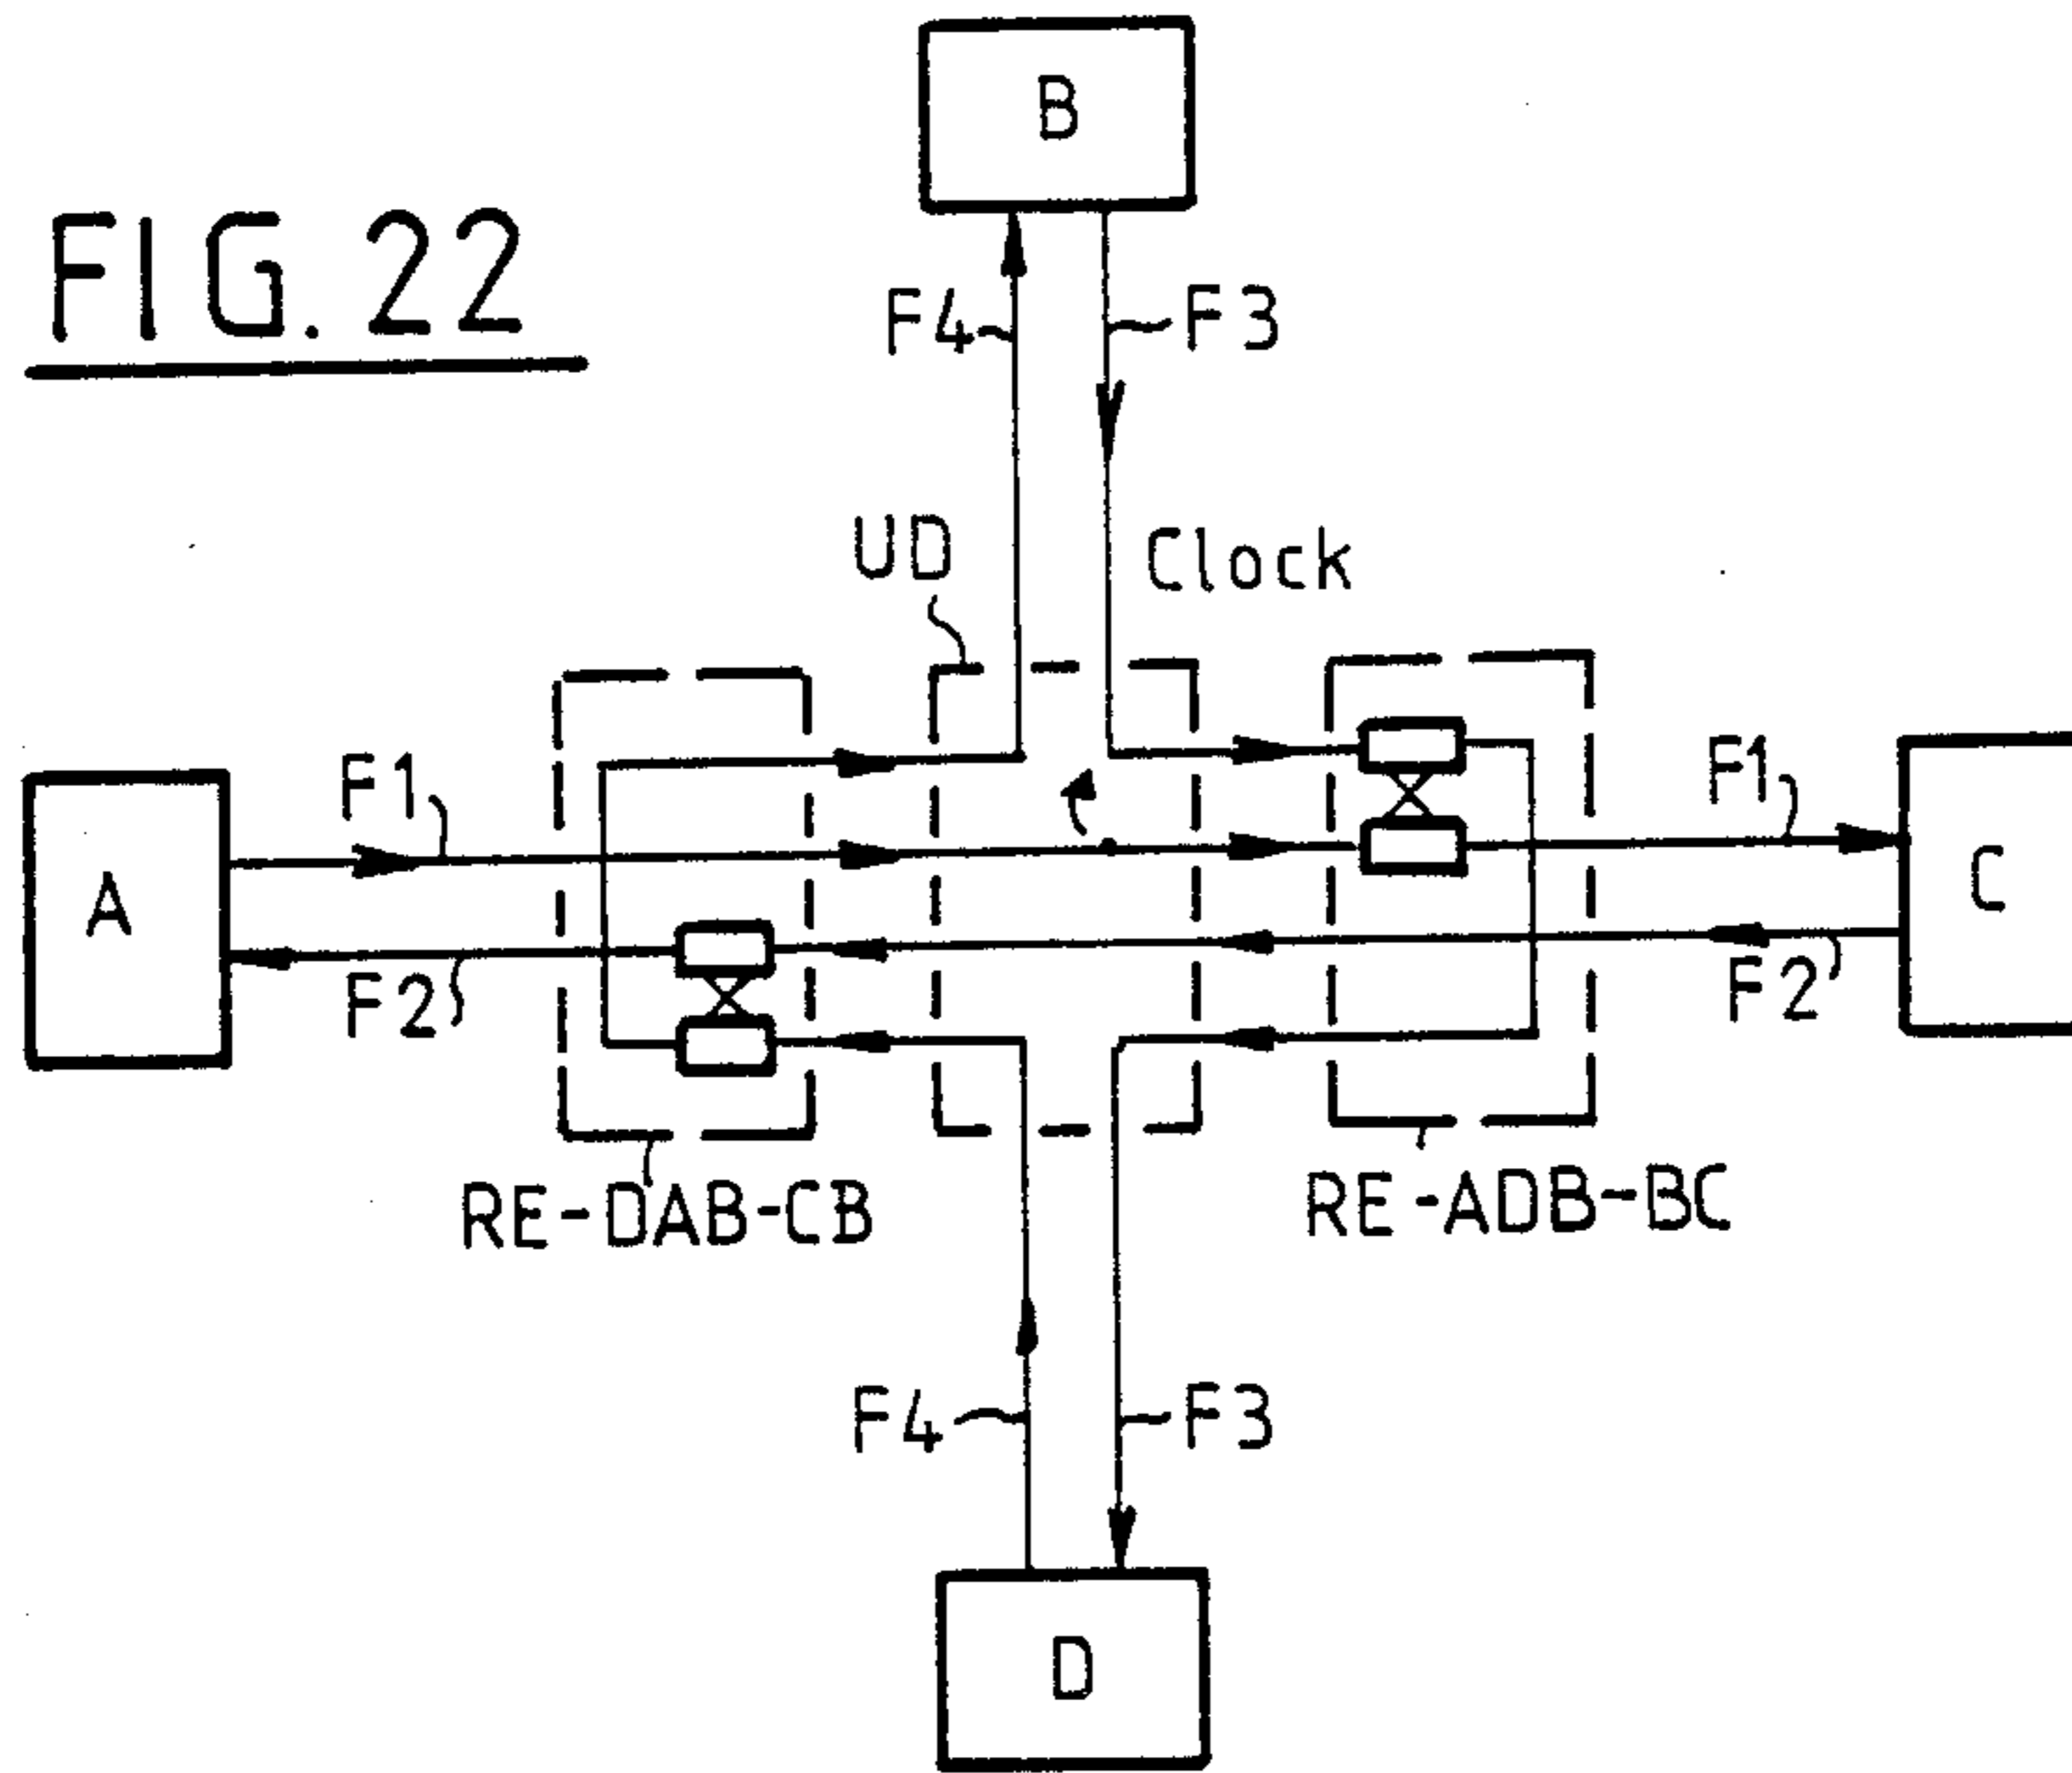 FIG.22
B
F4
F3
UD
Clock
F1
F1
A
C
F2
F2
RE-DAB-CB
RE-ADB-BC
F4
F3
D